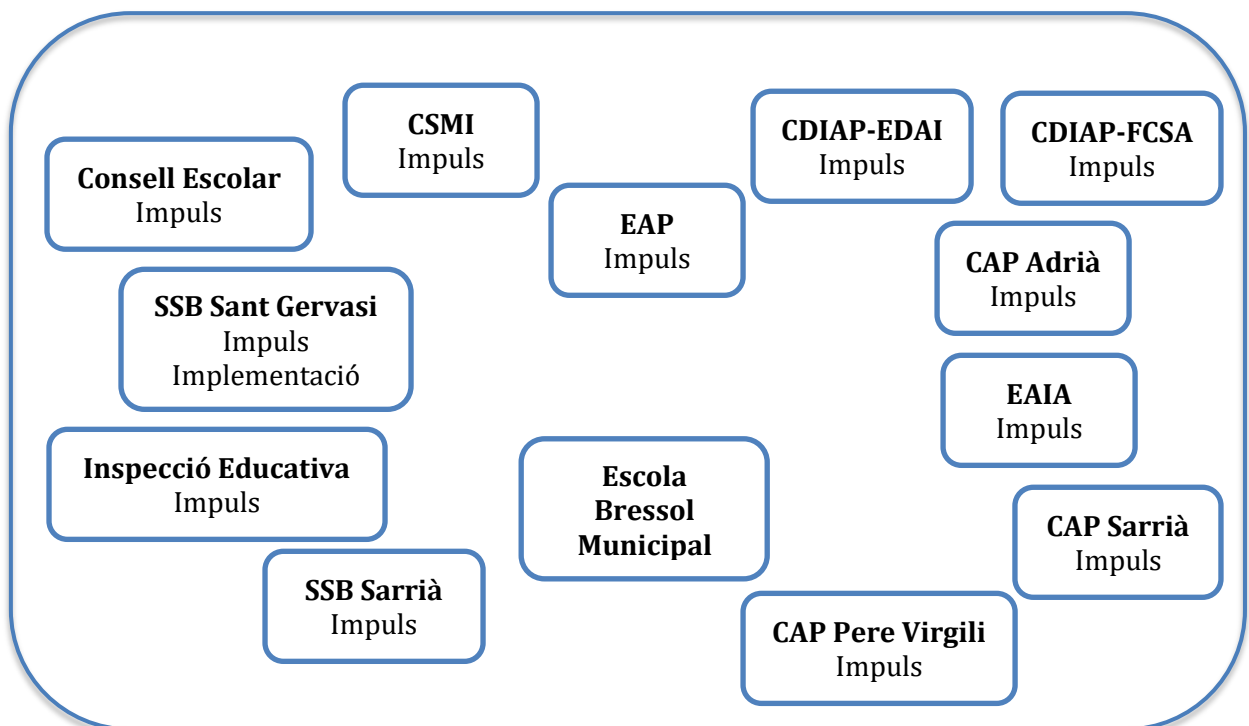 CSMI
Impuls
CDIAP-EDAI
Impuls
CDIAP-FCSA
Impuls
Consell Escolar
Impuls
EAP
Impuls
CAP Adrià
Impuls
SSB Sant Gervasi
Impuls
Implementació
EAIA
Impuls
Inspecció Educativa
Impuls
Escola
Bressol
Municipal
CAP Sarrià
Impuls
SSB Sarrià
Impuls
CAP Pere Virgili
Impuls